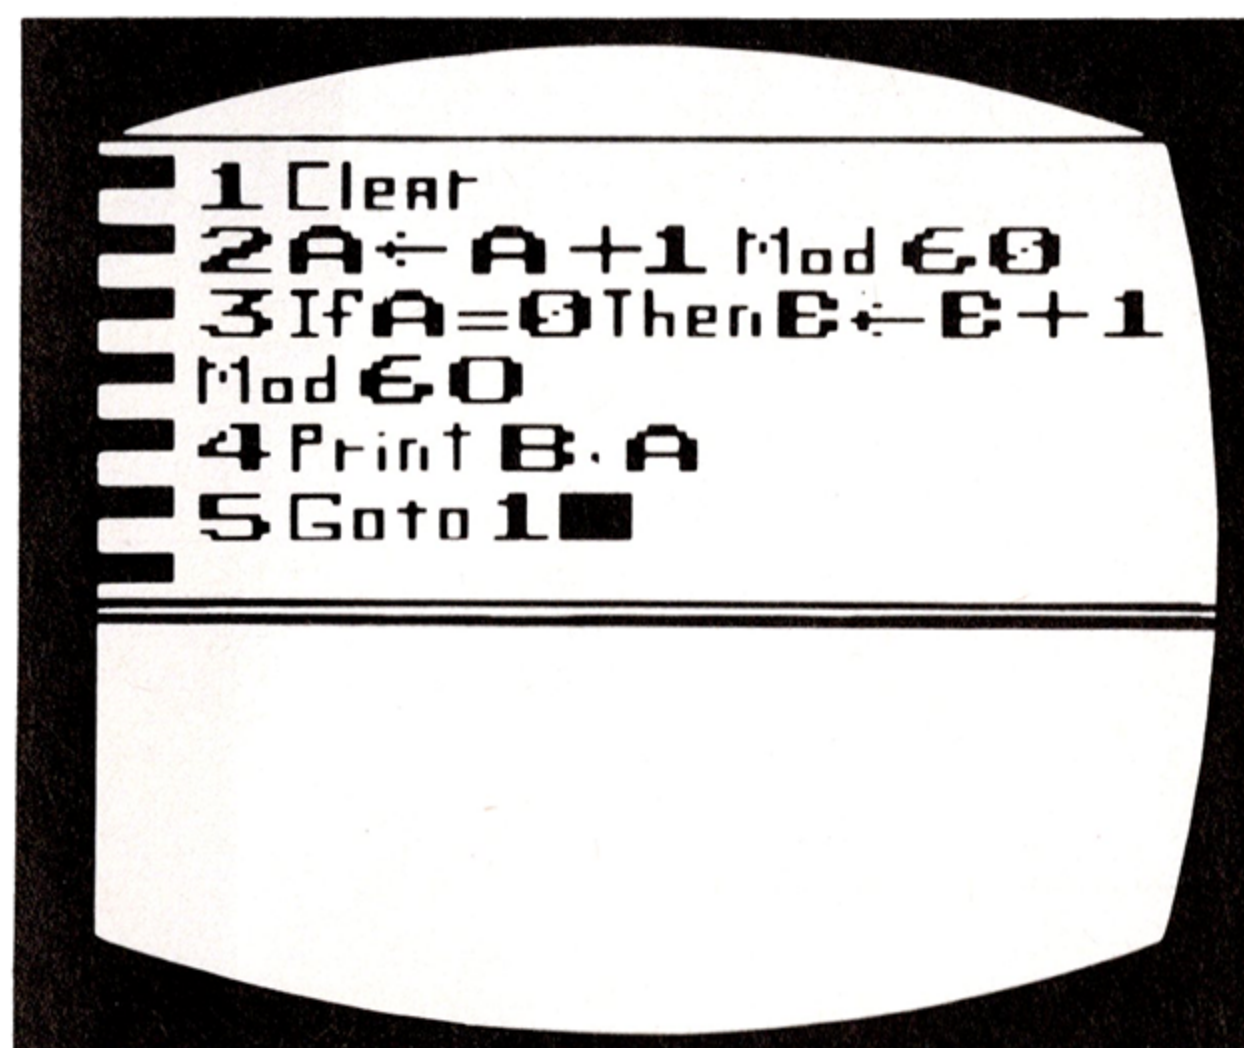 1 Clear
2 A ← A + 1 Mod 60
3 If A = 0 Then B ← B + 1
Mod 60
4 Print B, A
5 Goto 1